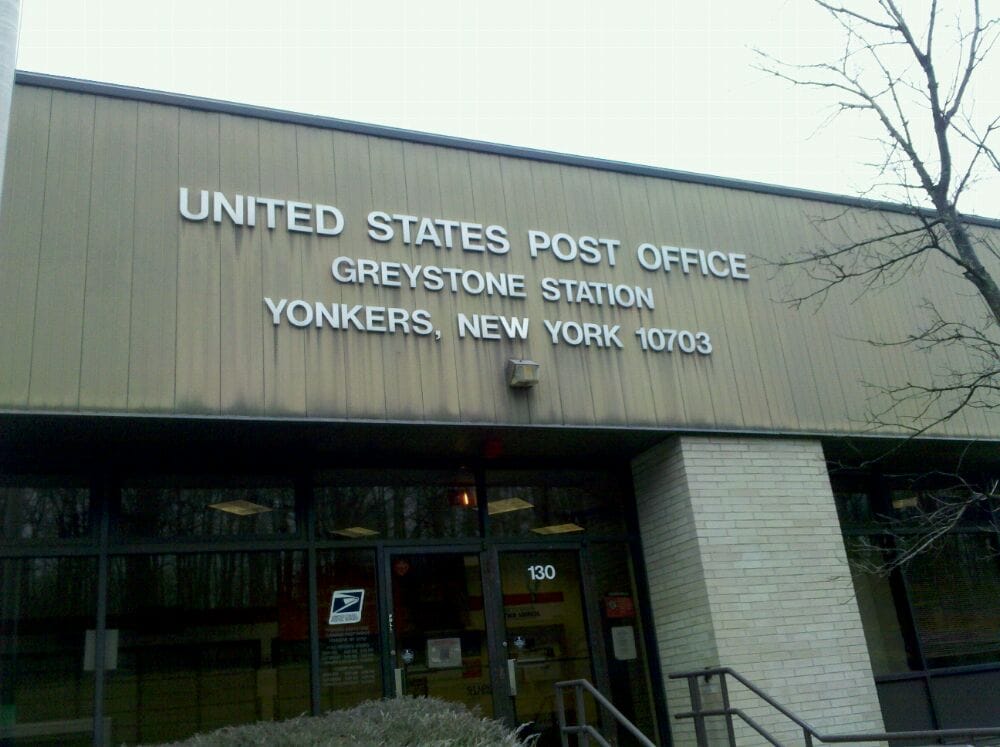 UNITED STATES POST OFFICE
GREYSTONE STATION
YONKERS, NEW YORK 10703
130